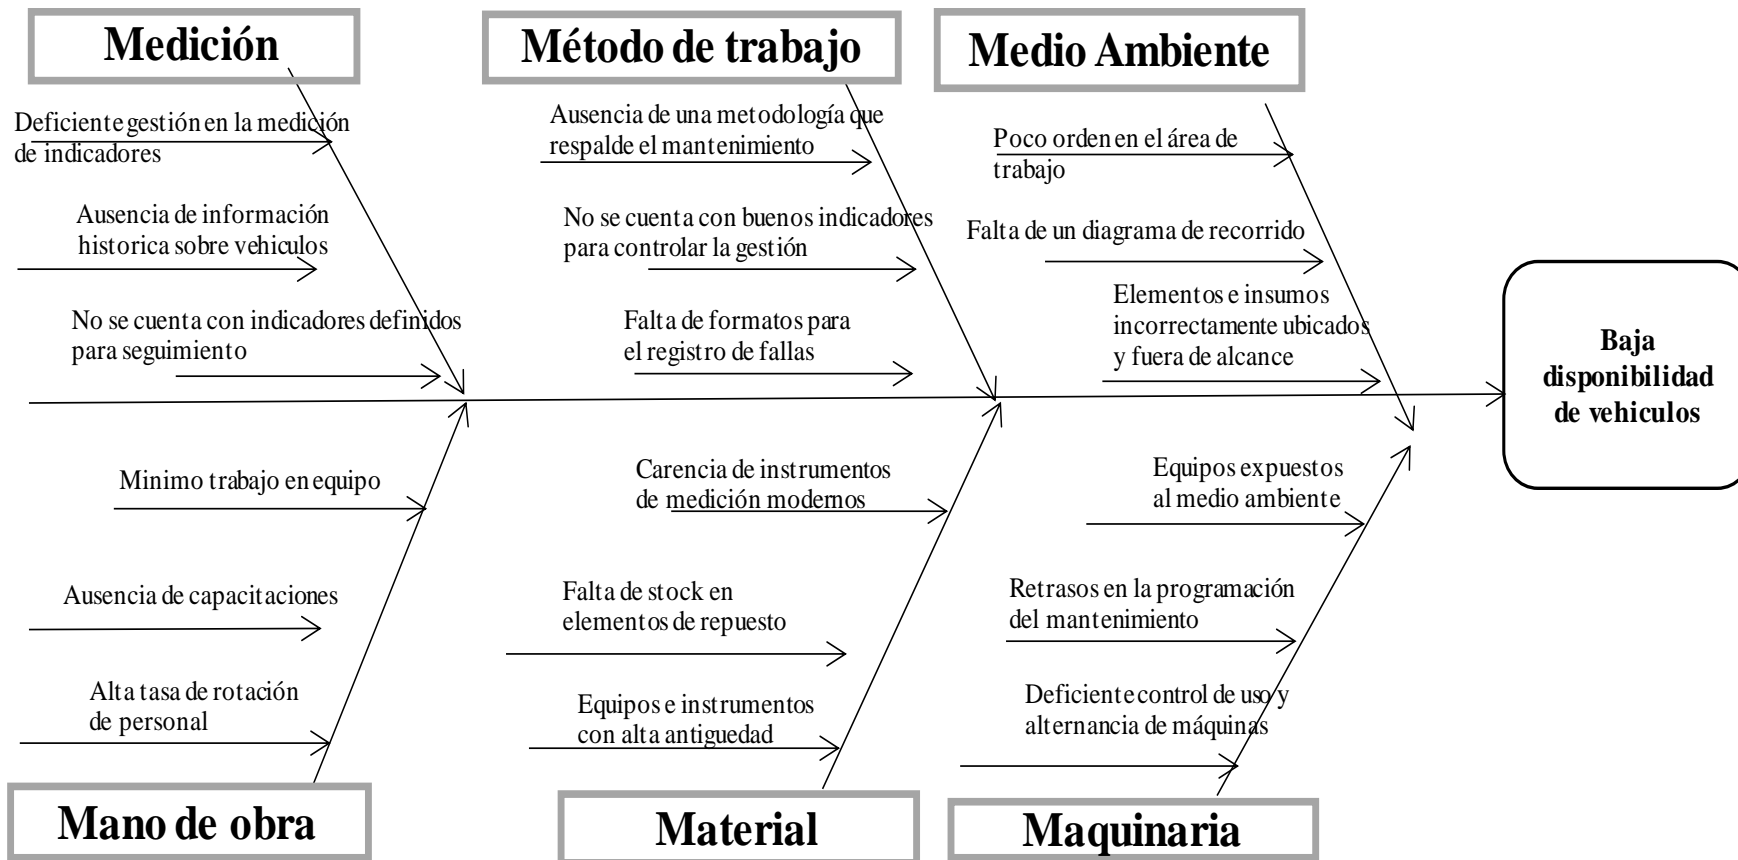 Medición
Deficiente gestión en la medición
de indicadores
Ausencia de información
historica sobre vehiculos
No se cuenta con indicadores definidos
para seguimiento
Método de trabajo
Ausencia de una metodología que
respalde el mantenimiento
No se cuenta con buenos indicadores
para controlar la gestión
Falta de formatos para
el registro de fallas
Medio Ambiente
Poco orden en el área de
trabajo
Falta de un diagrama de recorrido
Elementos e insumos
incorrectamente ubicados
y fuera de alcance
Baja
disponibilidad
de vehiculos
Minimo trabajo en equipo
Ausencia de capacitaciones
Alta tasa de rotación
de personal
Mano de obra
Carencia de instrumentos
de medición modernos
Falta de stock en
elementos de repuesto
Equipos e instrumentos
con alta antiguedad
Material
Equipos expuestos
al medio ambiente
Retrasos en la programación
del mantenimiento
Deficiente control de uso y
alternancia de máquinas
Maquinaria